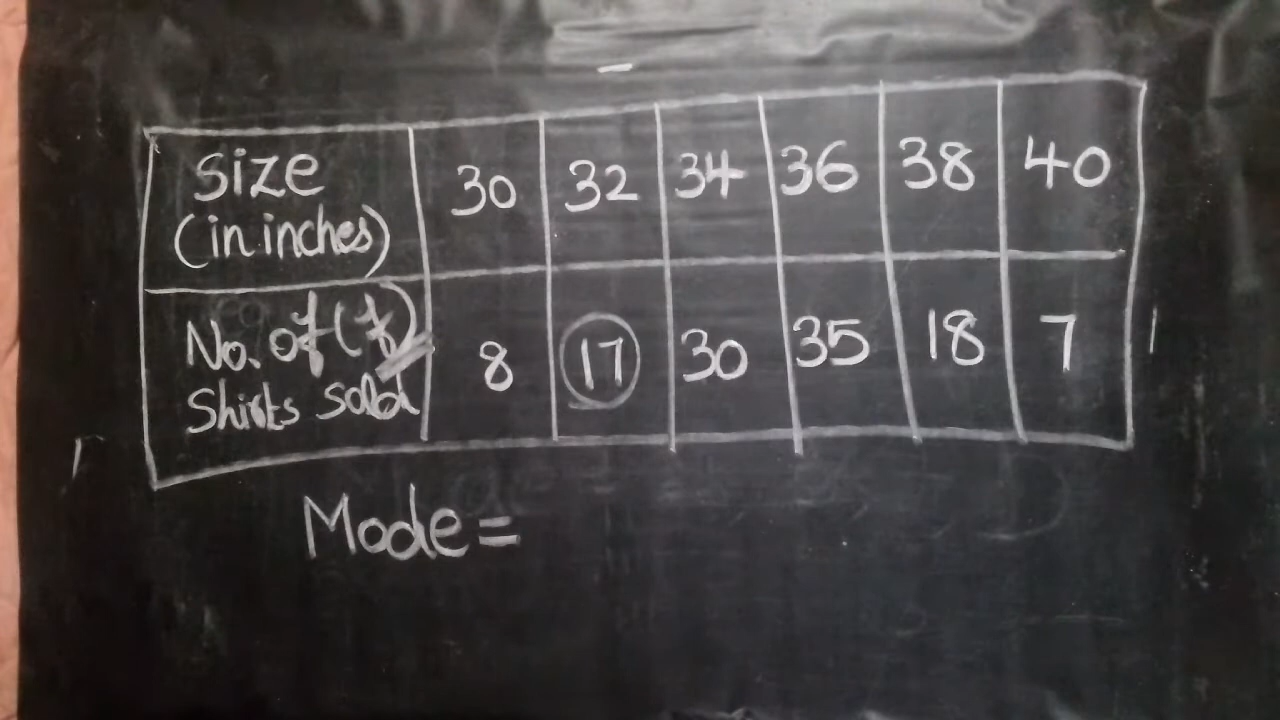 Size 30 32 34 36 38 40
(in inches)
No. of (f) 8 17 30 35 18 7
Shirts sold
Mode =